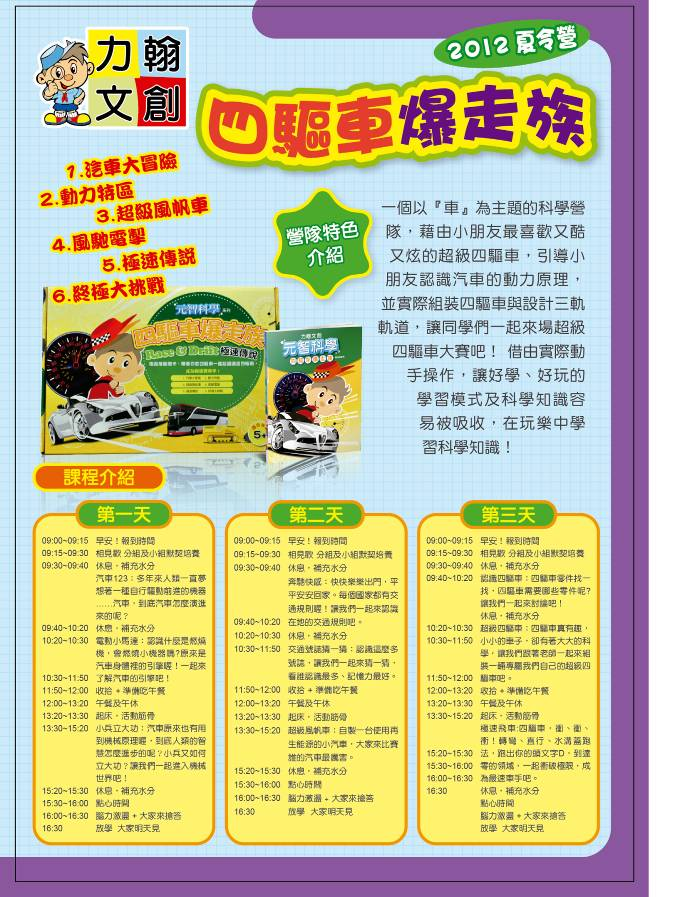 力翰
文創
2012 夏令營
四驅車爆走族
1.汽車大冒險
2.動力特區
3.超級風帆車
4.風馳電掣
5.極速傳說
6.終極大挑戰
營隊特色
介紹
一個以『車』為主題的科學營
隊，藉由小朋友最喜歡又酷
又炫的超級四驅車，引導小
朋友認識汽車的動力原理，
並實際組裝四驅車與設計三軌
軌道，讓同學們一起來場超級
四驅車大賽吧！ 借由實際動
手操作，讓好學、好玩的
學習模式及科學知識容
易被吸收，在玩樂中學
習科學知識！
元智科學
四驅車爆走族
Race & Drift 極速傳說
力翰文創
元智科學
課程介紹
第一天
09:00~09:15 早安！報到時間
09:15~09:30 相見歡 分組及小組默契培養
09:30~09:40 休息，補充水分
汽車123：多年來人類一直夢
想著一種自行驅動前進的機器
……汽車，到底汽車怎麼演進
來的呢？
09:40~10:20 休息，補充水分
10:20~10:30 電動小馬達：認識什麼是燃燒
機，會燃燒小機器嗎?原來是
汽車身體裡的引擎喔！一起來
10:30~11:50 了解汽車的引擎吧！
11:50~12:00 收拾 + 準備吃午餐
12:00~13:20 午餐及午休
13:20~13:30 起床，活動筋骨
13:30~15:20 小兵立大功：汽車原來也有用
到機械原理喔，到底人類的智
慧怎麼進步的呢?小兵又如何
立大功？讓我們一起進入機械
世界吧！
15:20~15:30 休息，補充水分
15:30~16:00 點心時間
16:00~16:30 腦力激盪 + 大家來搶答
16:30 放學 大家明天見
第二天
09:00~09:15 早安！報到時間
09:15~09:30 相見歡 分組及小組默契培養
09:30~09:40 休息，補充水分
奔馳快感：快快樂樂出門，平
平安安回家。每個國家都有交
通規則喔！讓我們一起來認識
09:40~10:20 在地的交通規則吧。
10:20~10:30 休息，補充水分
10:30~11:50 交通號誌猜一猜：認識這麼多
號誌，讓我們一起來猜一猜，
看誰認識最多、記憶力最好。
11:50~12:00 收拾 + 準備吃午餐
12:00~13:20 午餐及午休
13:20~13:30 起床，活動筋骨
13:30~15:20 超級風帆車：自製一台使用再
生能源的小汽車，大家來比賽
誰的汽車最厲害。
15:20~15:30 休息，補充水分
15:30~16:00 點心時間
16:00~16:30 腦力激盪 + 大家來搶答
16:30 放學 大家明天見
第三天
09:00~09:15 早安！報到時間
09:15~09:30 相見歡 分組及小組默契培養
09:30~09:40 休息，補充水分
09:40~10:20 認識四驅車：四驅車零件找一
找，四驅車需要哪些零件呢?
讓我們一起來討論吧！
休息，補充水分
10:20~10:30 超級四驅車：四驅車真有趣，
10:30~11:50 小小的車子，卻有著大大的科
學，讓我們跟著老師一起來組
裝一輛專屬我們自己的超級四
11:50~12:00 驅車吧。
12:00~13:20 收拾 + 準備吃午餐
13:20~13:30 午餐及午休
13:30~15:20 起床，活動筋骨
極速飛車:四驅車，衝、衝、
衝！轉彎、直行、水溝蓋跑
15:20~15:30 法，跑出你的頭文字D，到達
15:30~16:00 零的領域，一起衝破極限，成
16:00~16:30 為最速車手吧。
16:30 休息，補充水分
點心時間
腦力激盪 + 大家來搶答
放學 大家明天見